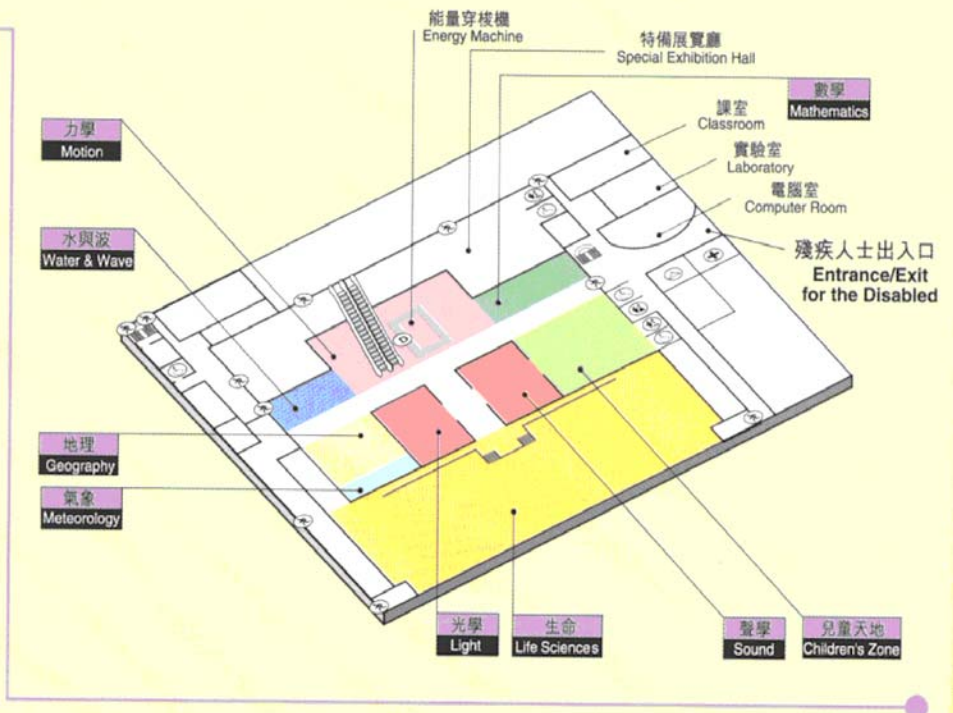 能量穿梭機
Energy Machine
特備展覽廳
Special Exhibition Hall
數學
Mathematics
課室
Classroom
力學
Motion
實驗室
Laboratory
電腦室
Computer Room
水與波
Water & Wave
殘疾人士出入口
Entrance/Exit
for the Disabled
D
地理
Geography
氣象
Meteorology
光學
Light
生命
Life Sciences
聲學
Sound
兒童天地
Children's Zone